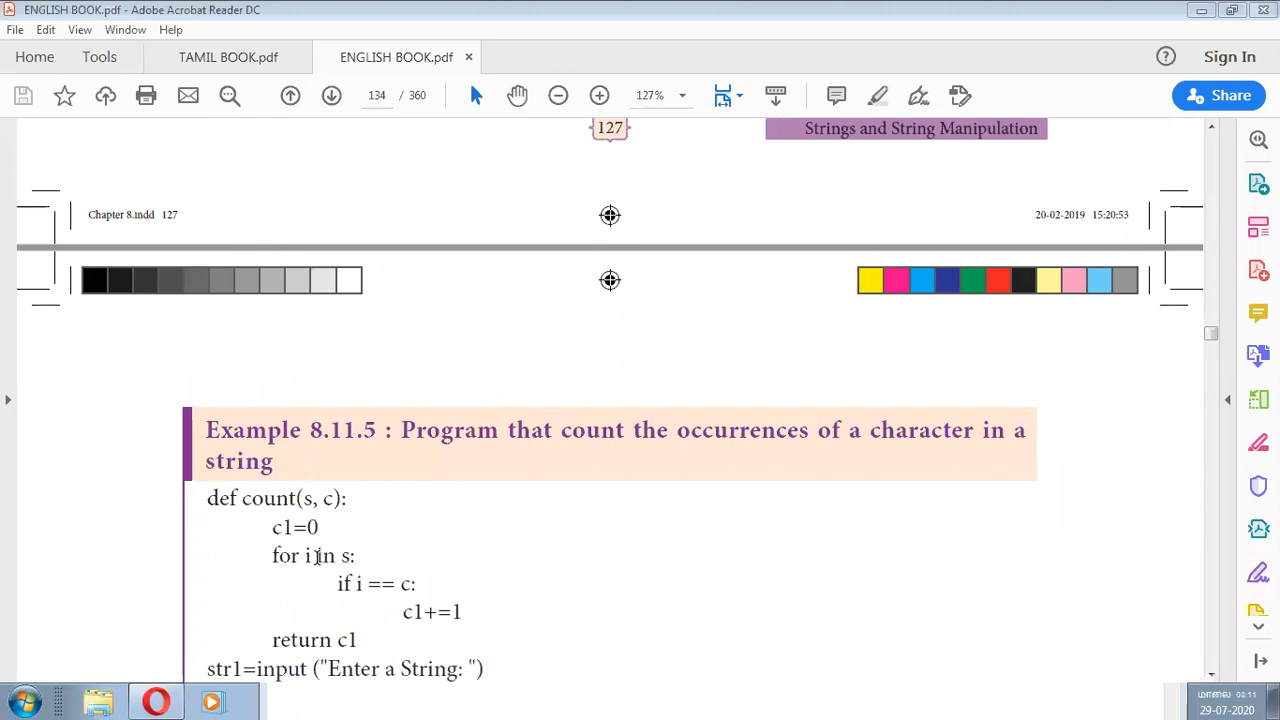 ENGLISH BOOK.pdf - Adobe Acrobat Reader DC
File Edit View Window Help
Home Tools TAMIL BOOK.pdf ENGLISH BOOK.pdf × Sign In
134 / 360 127% Share
127 Strings and String Manipulation
Chapter 8.indd 127 20-02-2019 15:20:53
Example 8.11.5 : Program that count the occurrences of a character in a
string
def count(s, c):
c1=0
for i in s:
if i == c:
c1+=1
return c1
str1=input ("Enter a String: ")
மாலை 08:11
29-07-2020